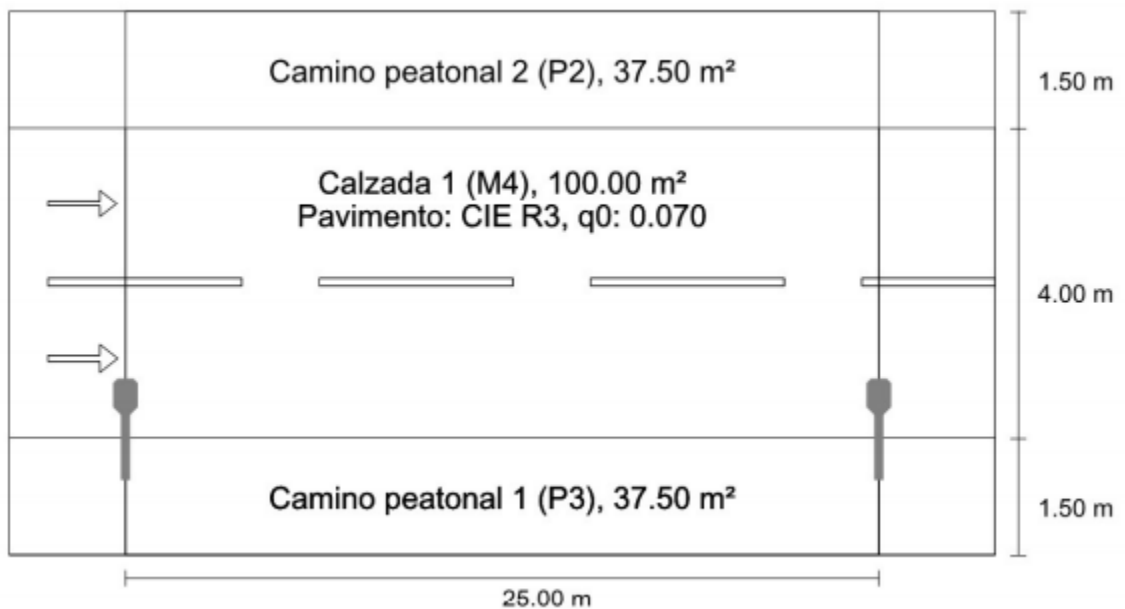 Camino peatonal 2 (P2), 37.50 m²
1.50 m
Calzada 1 (M4), 100.00 m²
Pavimento: CIE R3, q0: 0.070
4.00 m
Camino peatonal 1 (P3), 37.50 m²
1.50 m
25.00 m